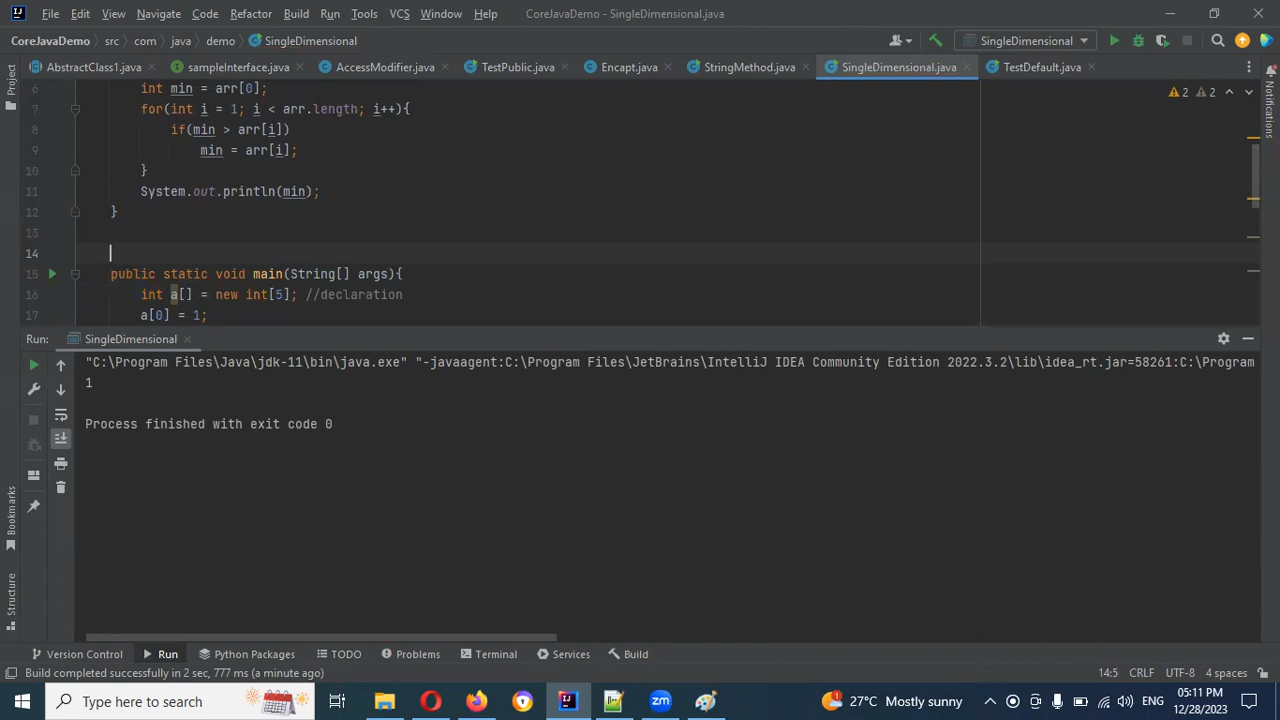 File Edit View Navigate Code Refactor Build Run Tools VCS Window Help CoreJavaDemo - SingleDimensional.java
CoreJavaDemo src com java demo SingleDimensional SingleDimensional
AbstractClass1.java sampleInterface.java AccessModifier.java TestPublic.java Encapt.java StringMethod.java SingleDimensional.java TestDefault.java
Project
Notifications
2 2
6 int min = arr[0];
7 for(int i = 1; i < arr.length; i++){
8 if(min > arr[i])
9 min = arr[i];
10 }
11 System.out.println(min);
12 }
13
14
15 public static void main(String[] args){
16 int a[] = new int[5]; //declaration
17 a[0] = 1;
Run: SingleDimensional
"C:\Program Files\Java\jdk-11\bin\java.exe" "-javaagent:C:\Program Files\JetBrains\IntelliJ IDEA Community Edition 2022.3.2\lib\idea_rt.jar=58261:C:\Program
1
Process finished with exit code 0
Bookmarks
Structure
Version Control Run Python Packages TODO Problems Terminal Services Build
Build completed successfully in 2 sec, 777 ms (a minute ago) 14:5 CRLF UTF-8 4 spaces
Type here to search 27°C Mostly sunny ENG 05:11 PM
12/28/2023